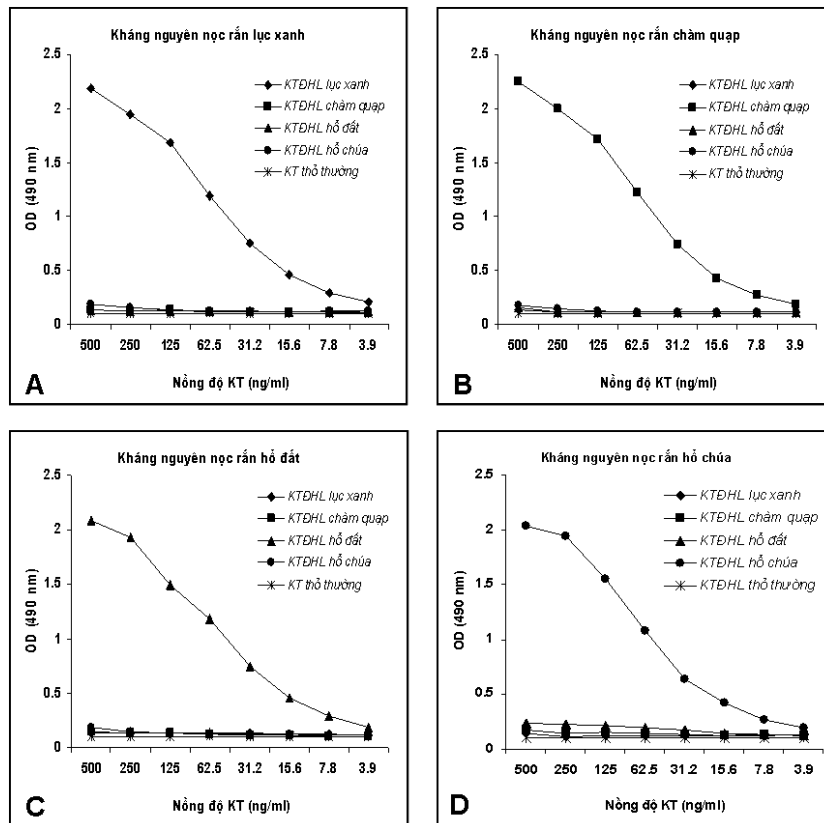 Kháng nguyên nọc rắn lục xanh
2.5
2
1.5
1
0.5
0
OD (490 nm)
KTĐHL lục xanh
KTĐHL chàm quạp
KTĐHL hổ đất
KTĐHL hổ chúa
KT thỏ thường
500 250 125 62.5 31.2 15.6 7.8 3.9
Nồng độ KT (ng/ml)
A
Kháng nguyên nọc rắn chàm quạp
2.5
2
1.5
1
0.5
0
OD (490 nm)
KTĐHL lục xanh
KTĐHL chàm quạp
KTĐHL hổ đất
KTĐHL hổ chúa
KT thỏ thường
500 250 125 62.5 31.2 15.6 7.8 3.9
Nồng độ KT (ng/ml)
B
Kháng nguyên nọc rắn hổ đất
2.5
2
1.5
1
0.5
0
OD (490 nm)
KTĐHL lục xanh
KTĐHL chàm quạp
KTĐHL hổ đất
KTĐHL hổ chúa
KT thỏ thường
500 250 125 62.5 31.2 15.6 7.8 3.9
Nồng độ KT (ng/ml)
C
Kháng nguyên nọc rắn hổ chúa
2.5
2
1.5
1
0.5
0
OD (490 nm)
KTĐHL lục xanh
KTĐHL chàm quạp
KTĐHL hổ đất
KTĐHL hổ chúa
KTĐHL thỏ thường
500 250 125 62.5 31.2 15.6 7.8 3.9
Nồng độ KT (ng/ml)
D